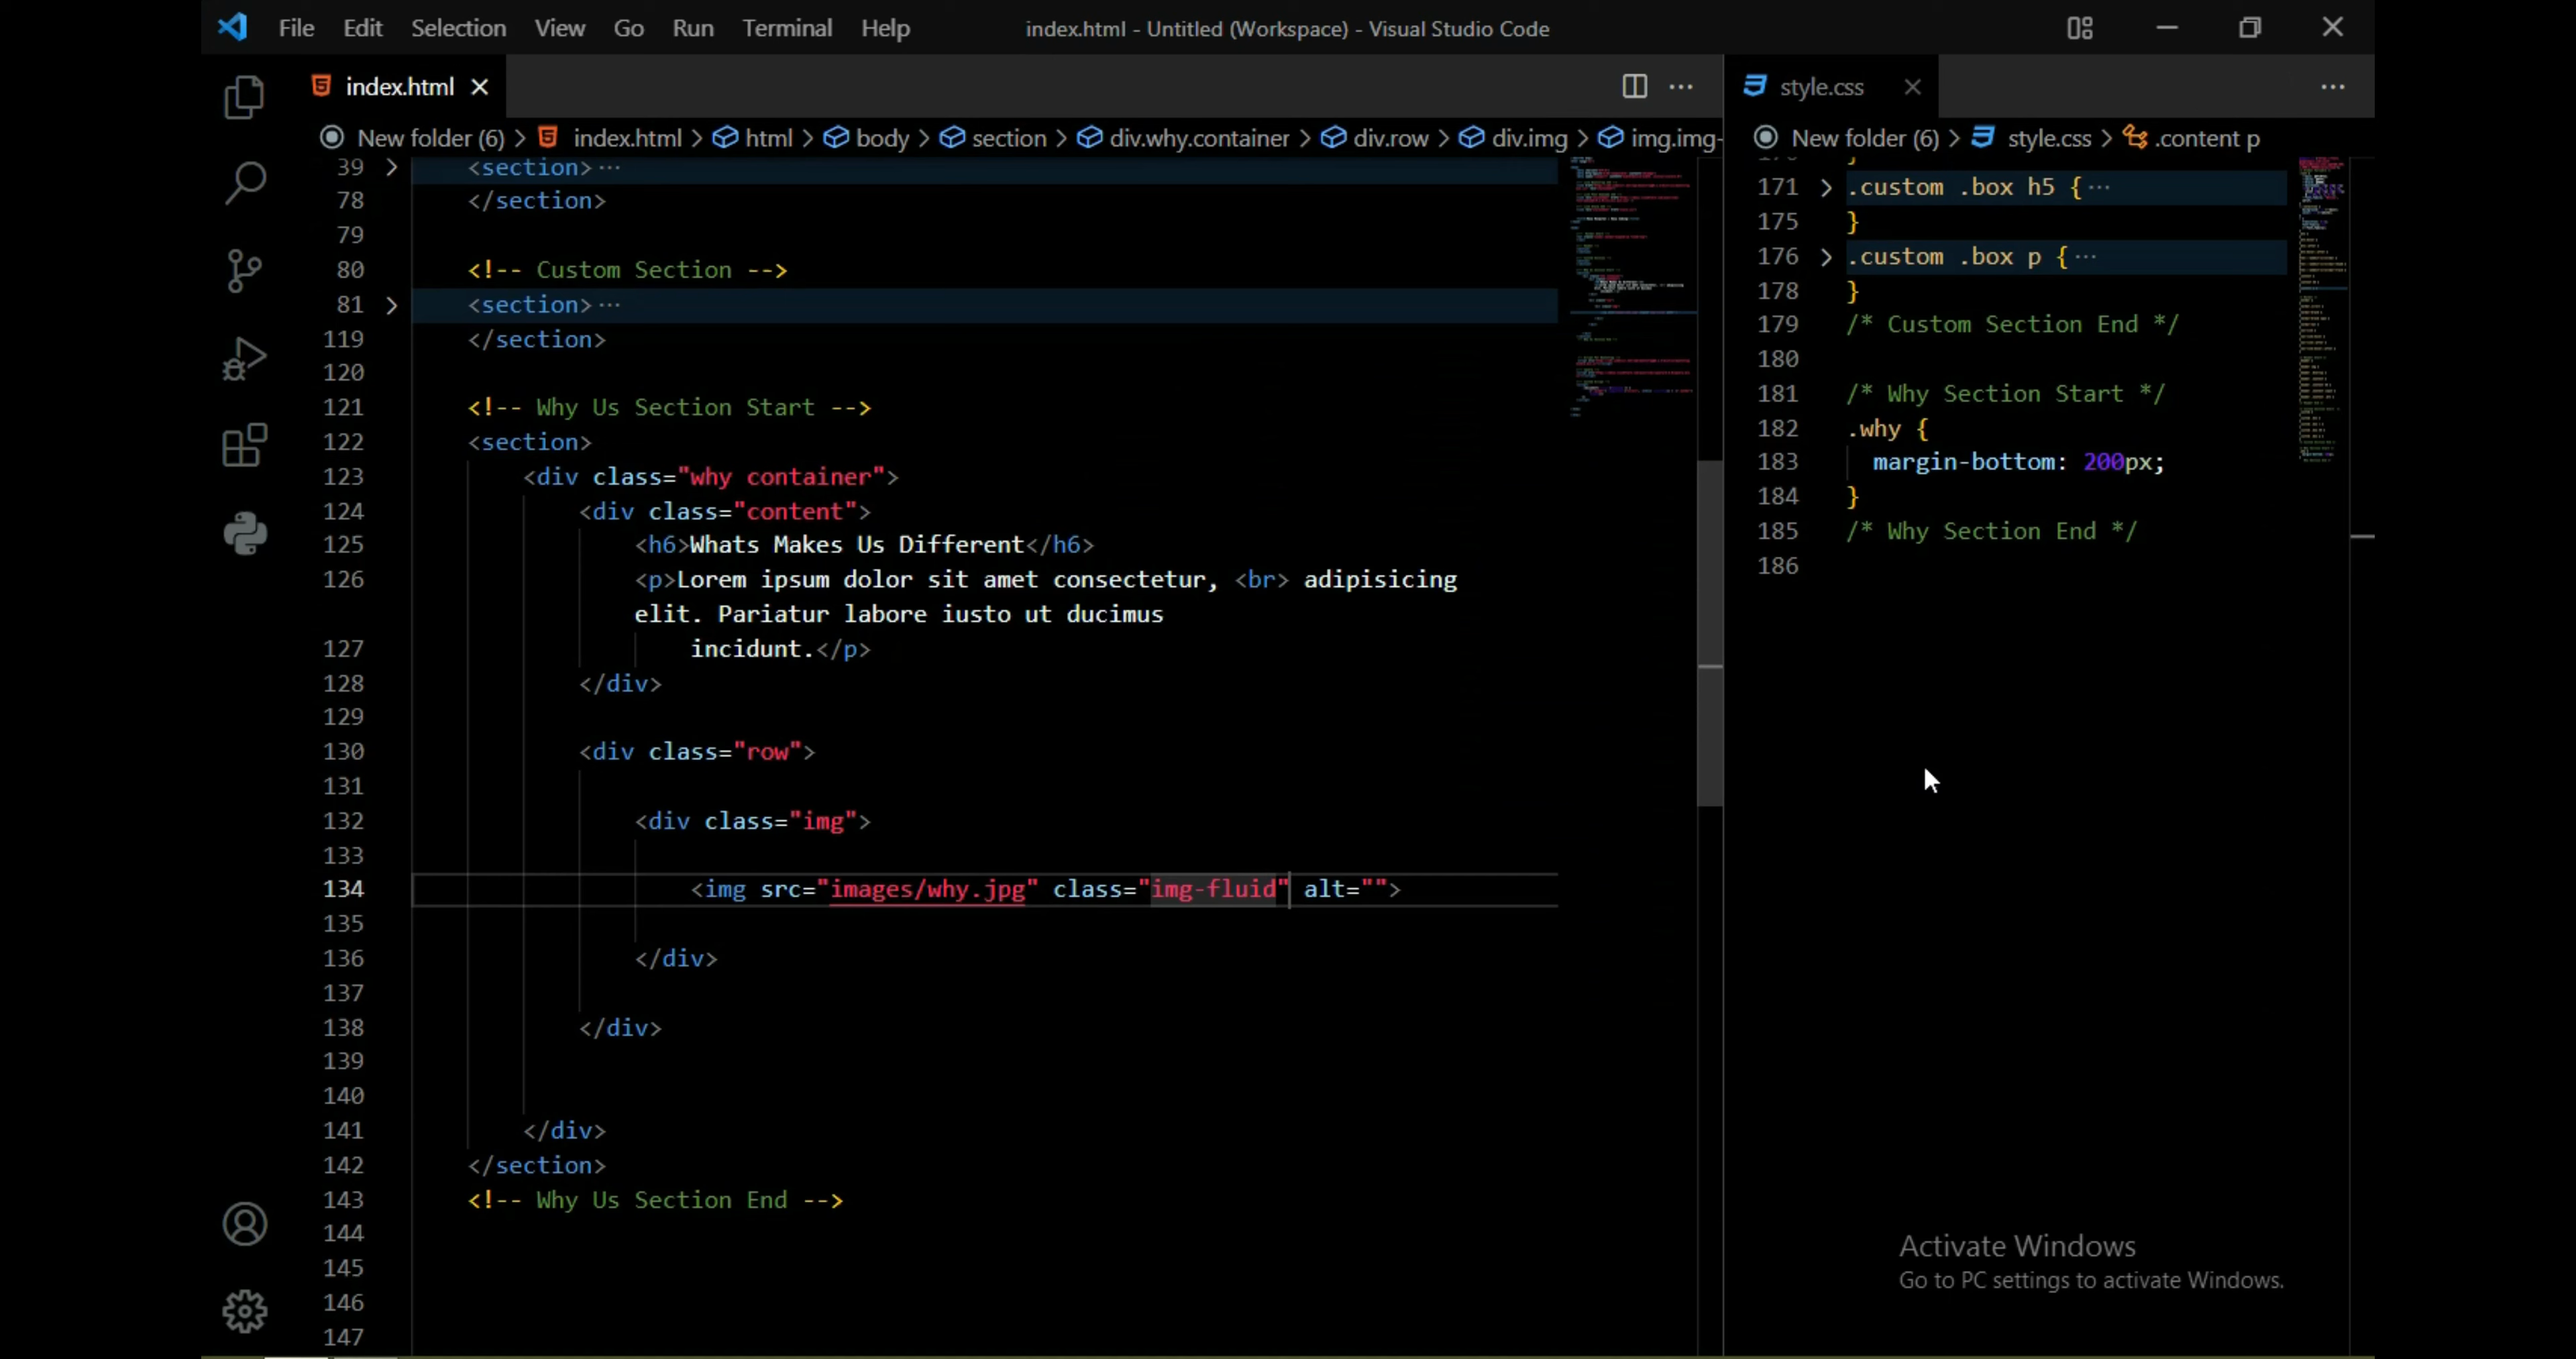 File Edit Selection View Go Run Terminal Help
index.html - Untitled (Workspace) - Visual Studio Code
index.html
New folder (6) > index.html > html > body > section > div.why.container > div.row > div.img > img.img-
39 <section>···
78 </section>
79
80 <!-- Custom Section -->
81 <section>···
119 </section>
120
121 <!-- Why Us Section Start -->
122 <section>
123 <div class="why container">
124 <div class="content">
125 <h6>Whats Makes Us Different</h6>
126 <p>Lorem ipsum dolor sit amet consectetur, <br> adipisicing
elit. Pariatur labore iusto ut ducimus
127 incidunt.</p>
128 </div>
129
130 <div class="row">
131
132 <div class="img">
133
134 <img src="images/why.jpg" class="img-fluid" alt="">
135
136 </div>
137
138 </div>
139
140
141 </div>
142 </section>
143 <!-- Why Us Section End -->
144
145
146
147
style.css
New folder (6) > style.css > .content p
171 .custom .box h5 {···
175 }
176 .custom .box p {···
178 }
179 /* Custom Section End */
180
181 /* Why Section Start */
182 .why {
183 margin-bottom: 200px;
184 }
185 /* Why Section End */
186
Activate Windows
Go to PC settings to activate Windows.